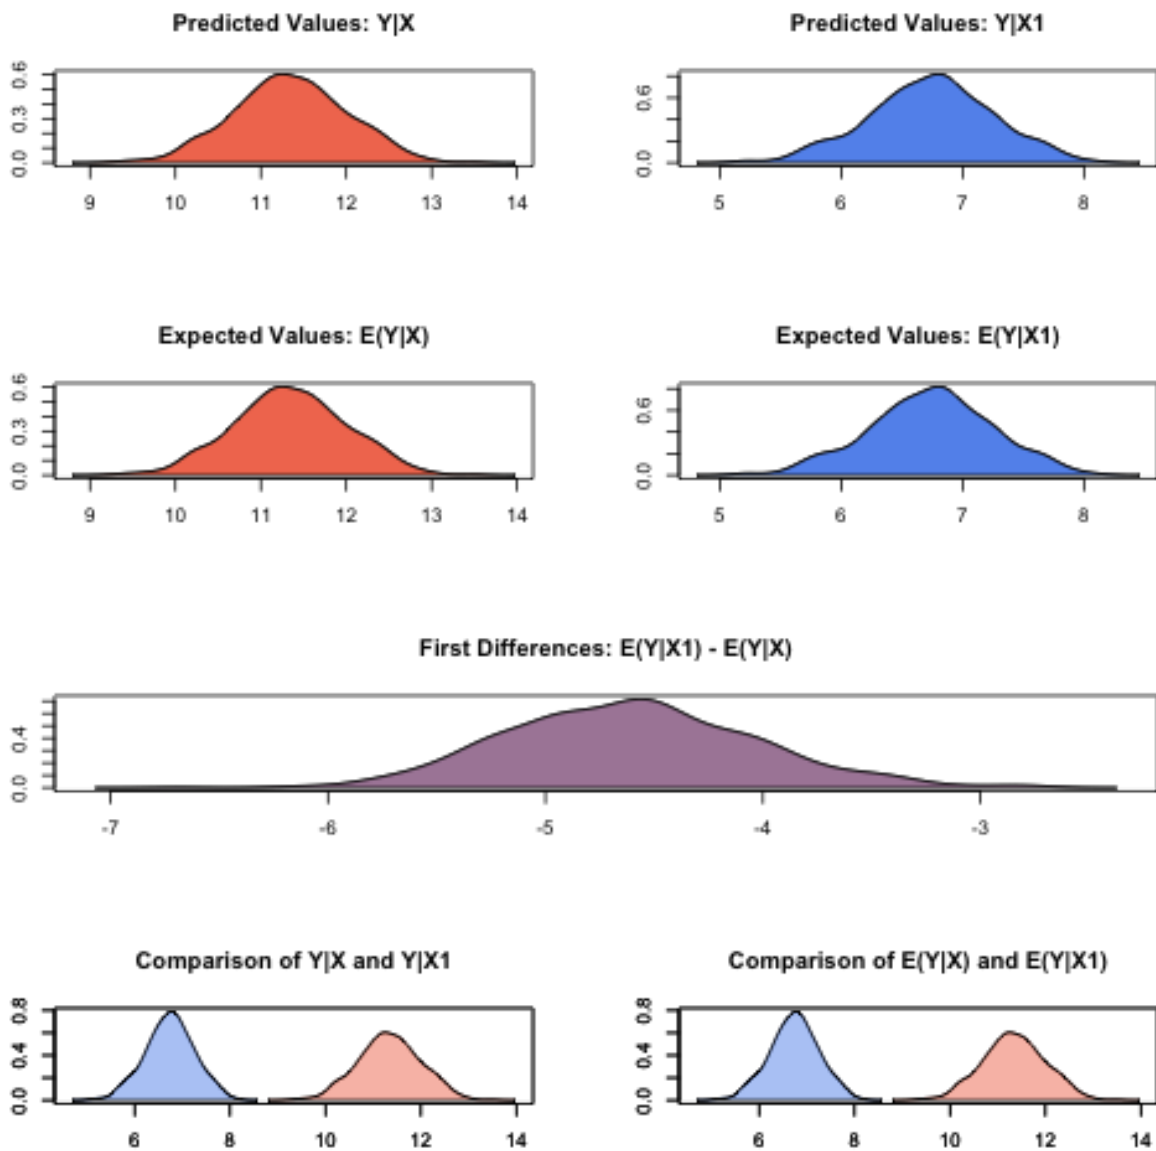 Predicted Values: Y|X
0.0 0.3 0.6
9 10 11 12 13 14
Predicted Values: Y|X1
0.0 0.6
5 6 7 8
Expected Values: E(Y|X)
0.0 0.3 0.6
9 10 11 12 13 14
Expected Values: E(Y|X1)
0.0 0.6
5 6 7 8
First Differences: E(Y|X1) - E(Y|X)
0.0 0.4
-7 -6 -5 -4 -3
Comparison of Y|X and Y|X1
0.0 0.4 0.8
6 8 10 12 14
Comparison of E(Y|X) and E(Y|X1)
0.0 0.4 0.8
6 8 10 12 14